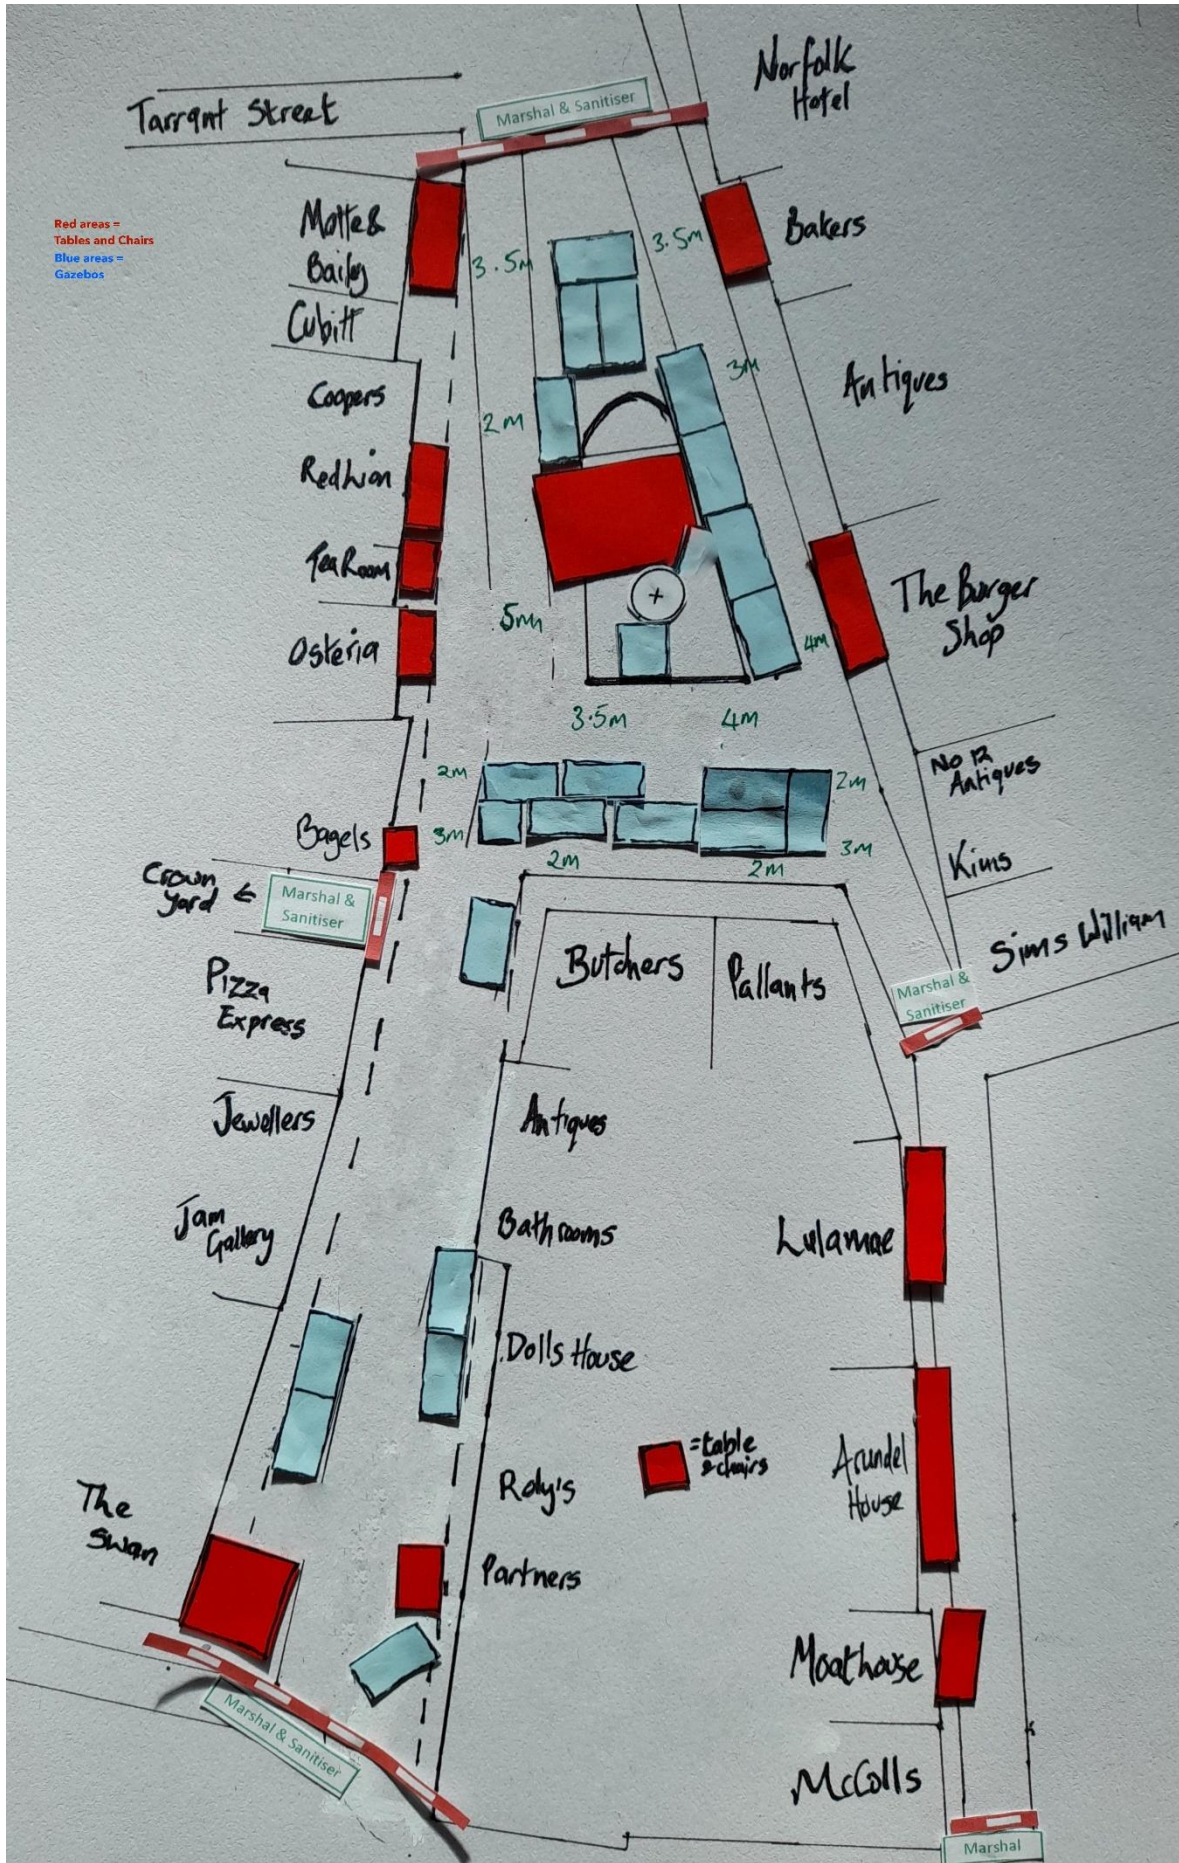 Norfolk
Hotel
Tarrant Street
Marshal & Sanitiser
Red areas =
Tables and Chairs
Blue areas =
Gazebos
Motte &
Baily
3.5m
3.5m
Bakers
Cubitt
3M
Antiques
Coopers
2M
Red Lion
Tea Room
The Burger
Shop
5m
4M
Osteria
3.5M
4M
No 12
Antiques
2M
2M
Bagels
3M
2M
2M
3M
Kims
Crown
Yard
Marshal &
Sanitiser
Sims William
Pizza
Express
Butchers
Pallants
Marshal &
Sanitiser
Jewellers
Antiques
Jam
Gallery
Bathrooms
Lulamae
Dolls House
= table
& chairs
Arundel
House
The
Swan
Roly's
Partners
Moathouse
Marshal & Sanitiser
McColls
Marshal